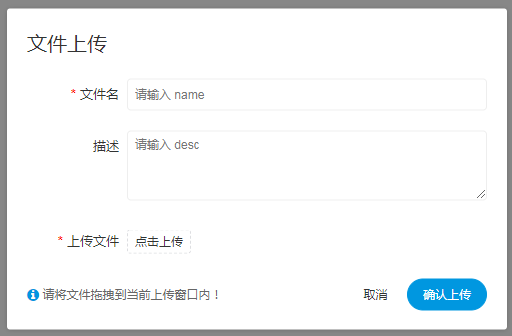 文件上传
* 文件名 请输入 name
描述 请输入 desc
* 上传文件 点击上传
请将文件拖拽到当前上传窗口内！ 取消 确认上传